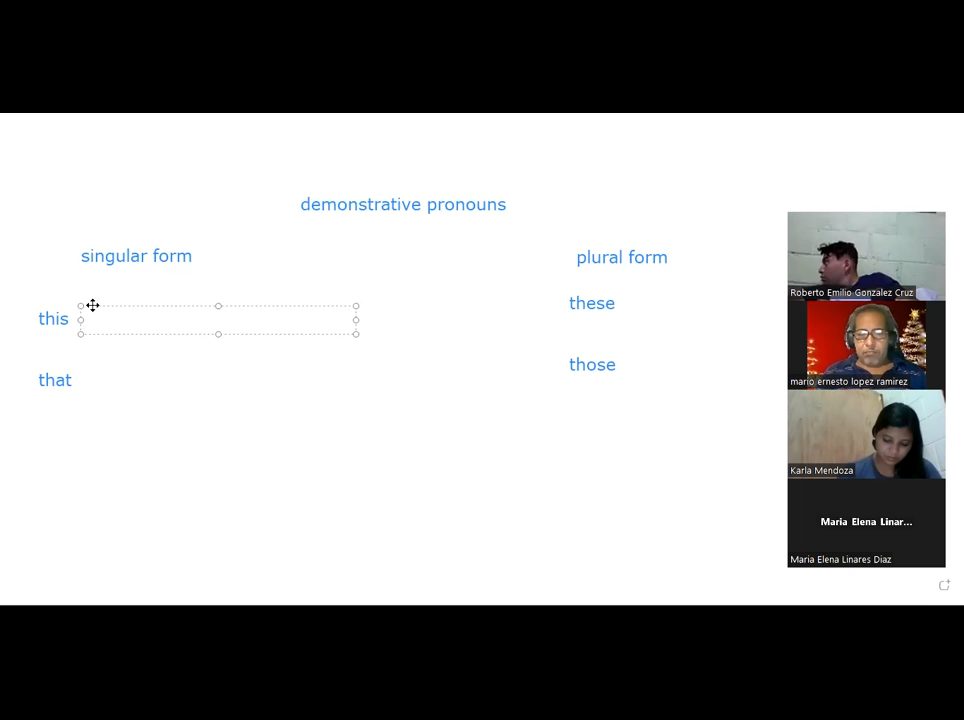 demonstrative pronouns
singular form
plural form
this
these
that
those
Roberto Emilio González Cruz
mario ernesto lopez ramirez
Karla Mendoza
Maria Elena Linar...
Maria Elena Linares Diaz